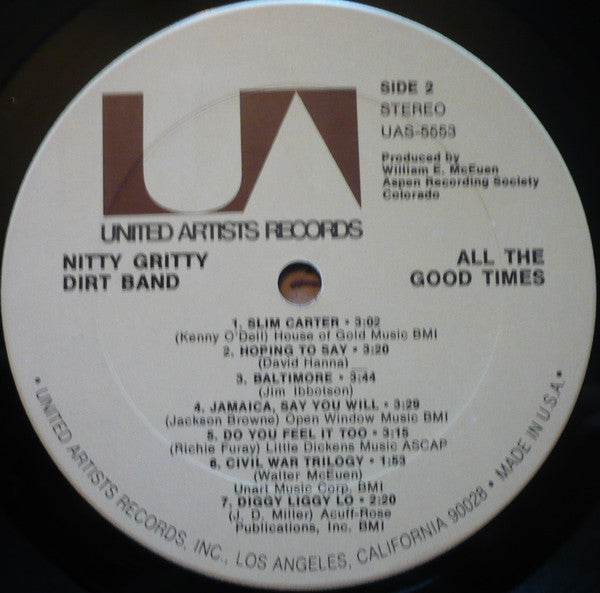 UA
UNITED ARTISTS RECORDS
SIDE 2
STEREO
UAS-5553
Produced by
William E. McEuen
Aspen Recording Society
Colorado
NITTY GRITTY
DIRT BAND
ALL THE
GOOD TIMES
1. SLIM CARTER • 3:02
(Kenny O'Dell) House of Gold Music BMI
2. HOPING TO SAY • 3:20
(David Hanna)
3. BALTIMORE • 3:44
(Jim Ibbotson)
4. JAMAICA, SAY YOU WILL • 3:29
(Jackson Browne) Open Window Music BMI
5. DO YOU FEEL IT TOO • 3:15
(Richie Furay) Little Dickens Music ASCAP
6. CIVIL WAR TRILOGY • 1:53
(Walter McEuen)
Unart Music Corp. BMI
7. DIGGY LIGGY LO • 2:20
(J. D. Miller) Acuff-Rose
Publications, Inc. BMI
• UNITED ARTISTS RECORDS, INC., LOS ANGELES, CALIFORNIA 90028 • MADE IN U.S.A. •